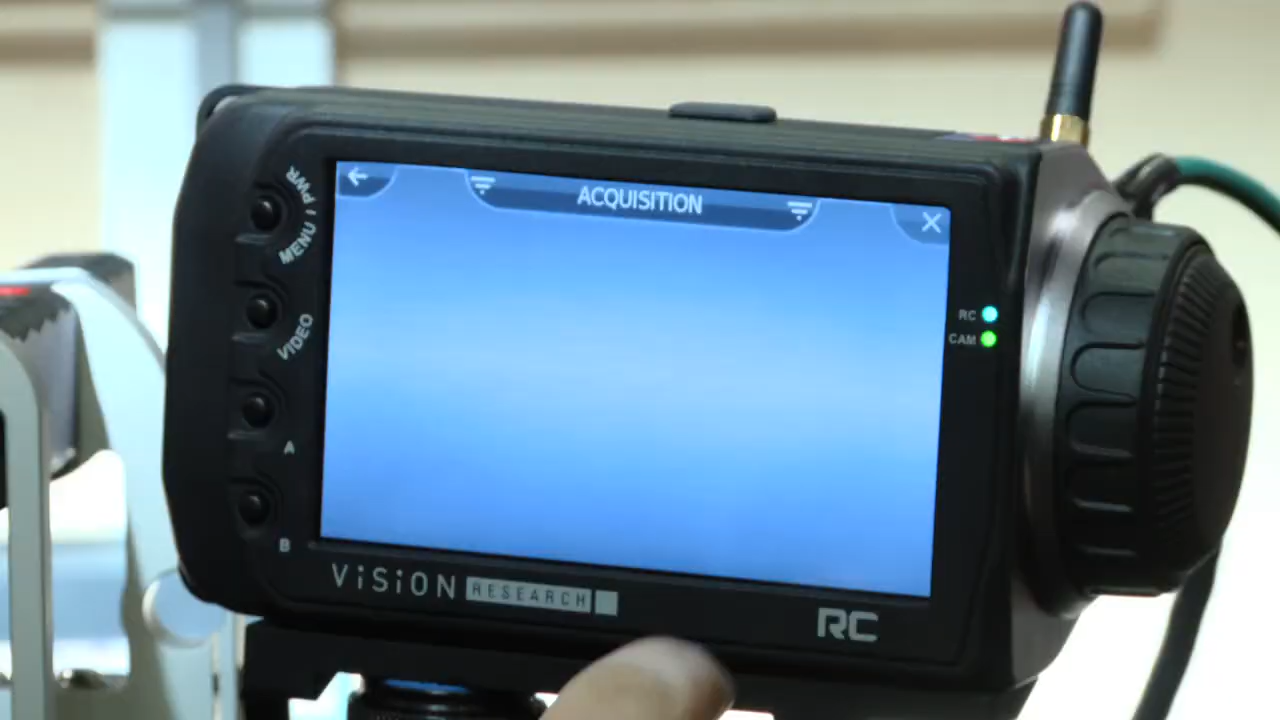 MENU / PWR
VIDEO
A
B
ACQUISITION
RC
CAM
ViSiON RESEARCH
RC